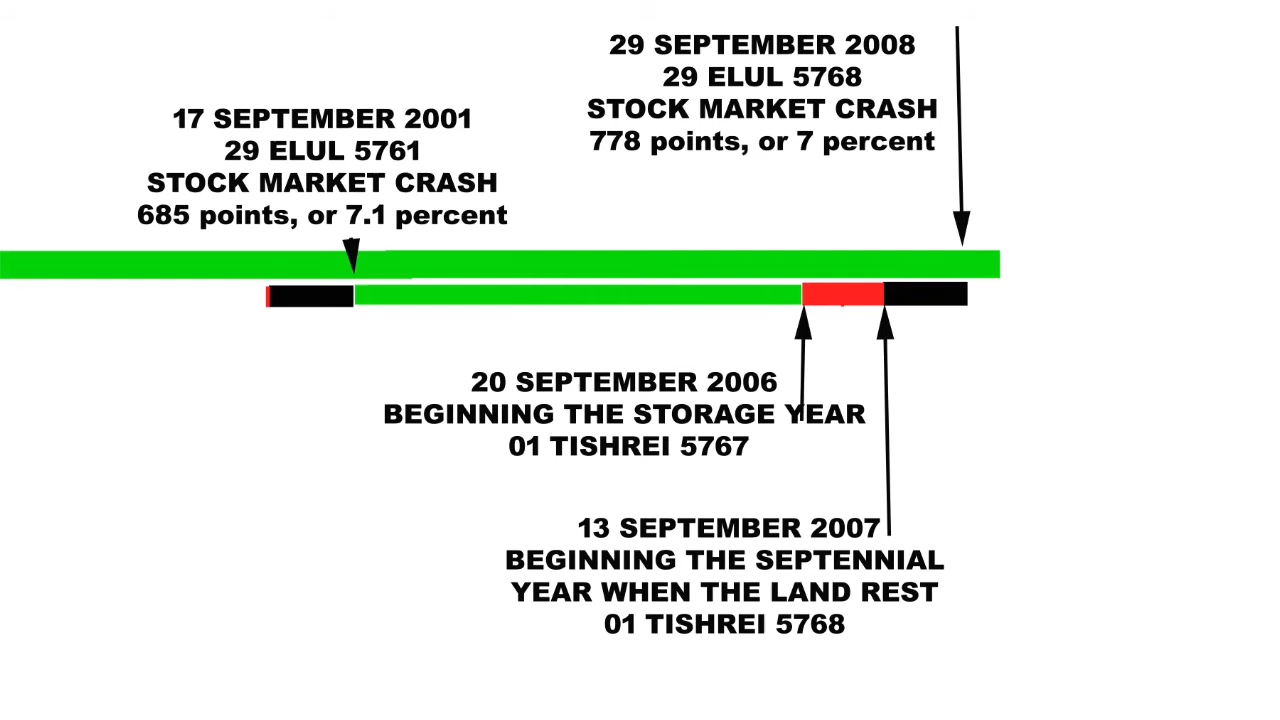 29 SEPTEMBER 2008
29 ELUL 5768
STOCK MARKET CRASH
778 points, or 7 percent
17 SEPTEMBER 2001
29 ELUL 5761
STOCK MARKET CRASH
685 points, or 7.1 percent
20 SEPTEMBER 2006
BEGINNING THE STORAGE YEAR
01 TISHREI 5767
13 SEPTEMBER 2007
BEGINNING THE SEPTENNIAL
YEAR WHEN THE LAND REST
01 TISHREI 5768